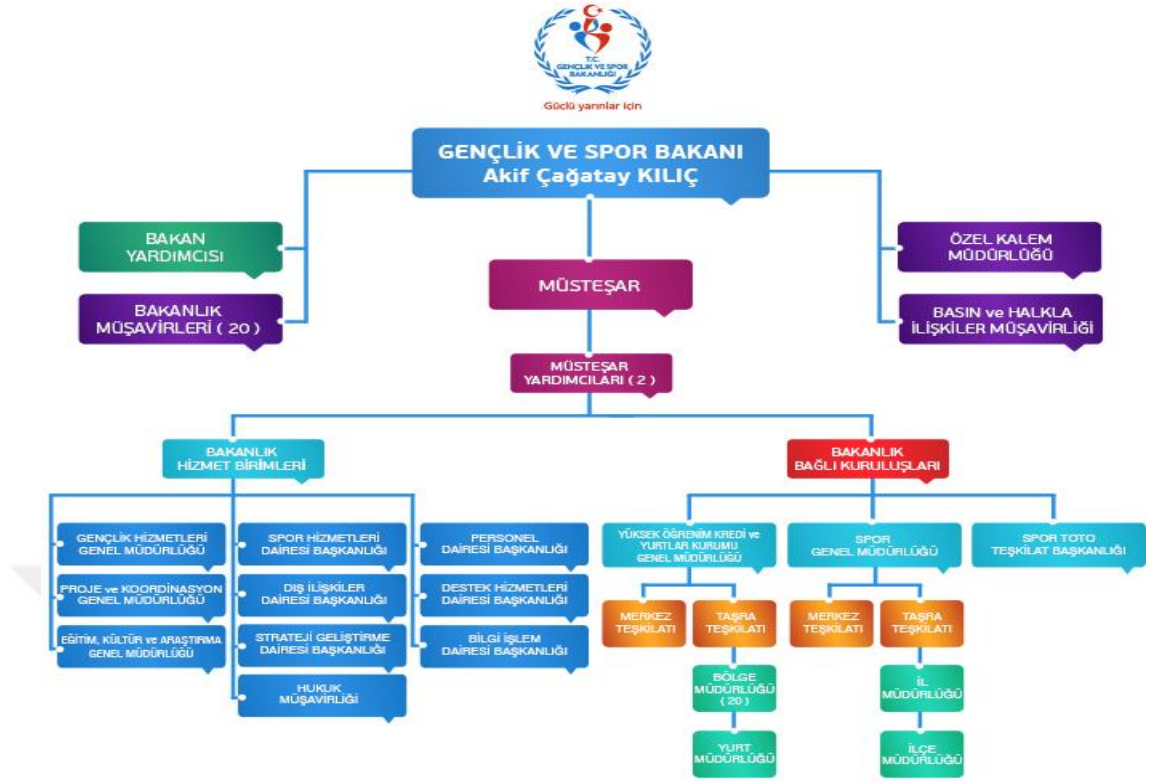 T.C.
GENÇLİK VE SPOR
BAKANLIĞI
Güçlü yarınlar için
GENÇLİK VE SPOR BAKANI
Akif Çağatay KILIÇ
BAKAN
YARDIMCISI
BAKANLIK
MÜŞAVİRLERİ ( 20 )
ÖZEL KALEM
MÜDÜRLÜĞÜ
BASIN ve HALKLA
İLİŞKİLER MÜŞAVİRLİĞİ
MÜSTEŞAR
MÜSTEŞAR
YARDIMCILARI ( 2 )
BAKANLIK
HİZMET BİRİMLERİ
BAKANLIK
BAĞLI KURULUŞLARI
GENÇLİK HİZMETLERİ
GENEL MÜDÜRLÜĞÜ
PROJE ve KOORDİNASYON
GENEL MÜDÜRLÜĞÜ
EĞİTİM, KÜLTÜR ve ARAŞTIRMA
GENEL MÜDÜRLÜĞÜ
SPOR HİZMETLERİ
DAİRESİ BAŞKANLIĞI
DIŞ İLİŞKİLER
DAİRESİ BAŞKANLIĞI
STRATEJİ GELİŞTİRME
DAİRESİ BAŞKANLIĞI
HUKUK
MÜŞAVİRLİĞİ
PERSONEL
DAİRESİ BAŞKANLIĞI
DESTEK HİZMETLERİ
DAİRESİ BAŞKANLIĞI
BİLGİ İŞLEM
DAİRESİ BAŞKANLIĞI
YÜKSEK ÖĞRENİM KREDİ ve
YURTLAR KURUMU
GENEL MÜDÜRLÜĞÜ
SPOR
GENEL MÜDÜRLÜĞÜ
SPOR TOTO
TEŞKİLAT BAŞKANLIĞI
MERKEZ
TEŞKİLATI
TAŞRA
TEŞKİLATI
MERKEZ
TEŞKİLATI
TAŞRA
TEŞKİLATI
BÖLGE
MÜDÜRLÜĞÜ
( 20 )
YURT
MÜDÜRLÜĞÜ
İL
MÜDÜRLÜĞÜ
İLÇE
MÜDÜRLÜĞÜ